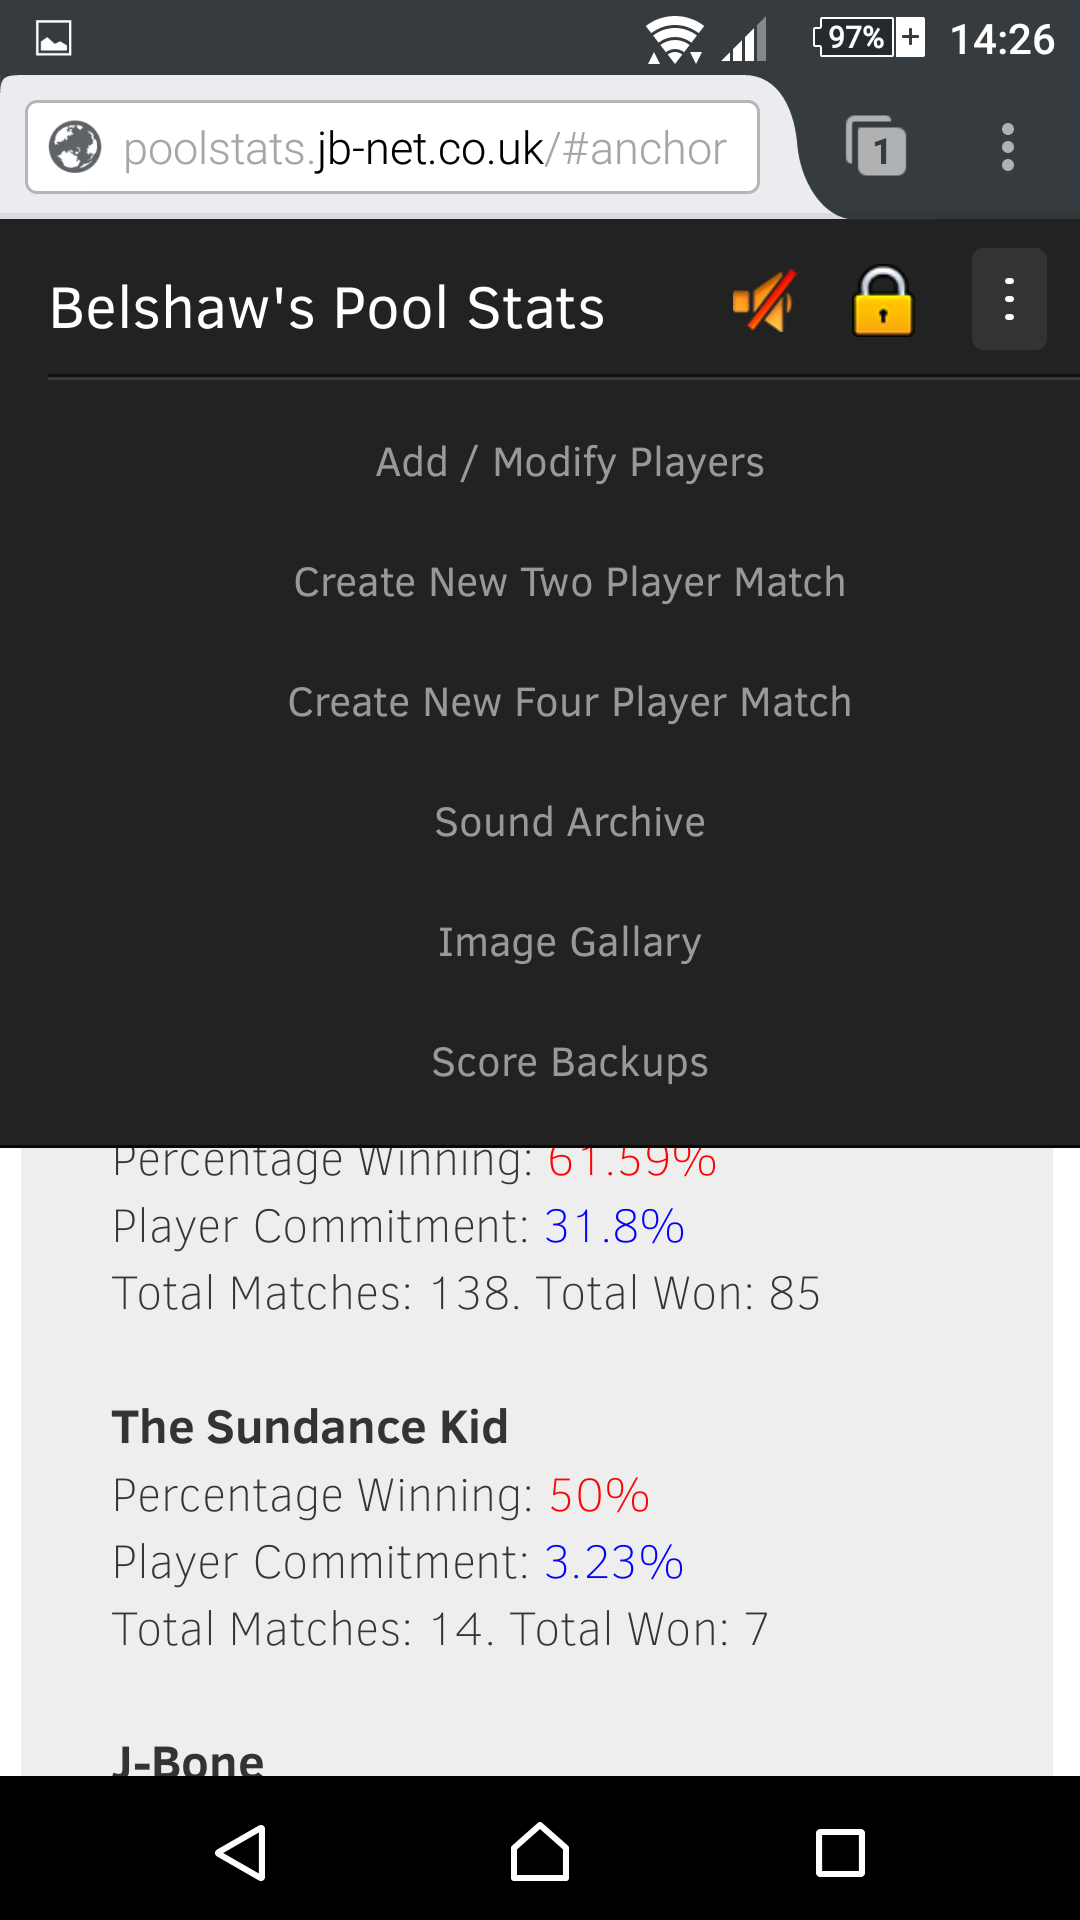 97% 14:26
poolstats.jb-net.co.uk/#anchor 1
Belshaw's Pool Stats
Add / Modify Players
Create New Two Player Match
Create New Four Player Match
Sound Archive
Image Gallary
Score Backups
Percentage Winning: 61.59%
Player Commitment: 31.8%
Total Matches: 138. Total Won: 85
The Sundance Kid
Percentage Winning: 50%
Player Commitment: 3.23%
Total Matches: 14. Total Won: 7
J-Bone